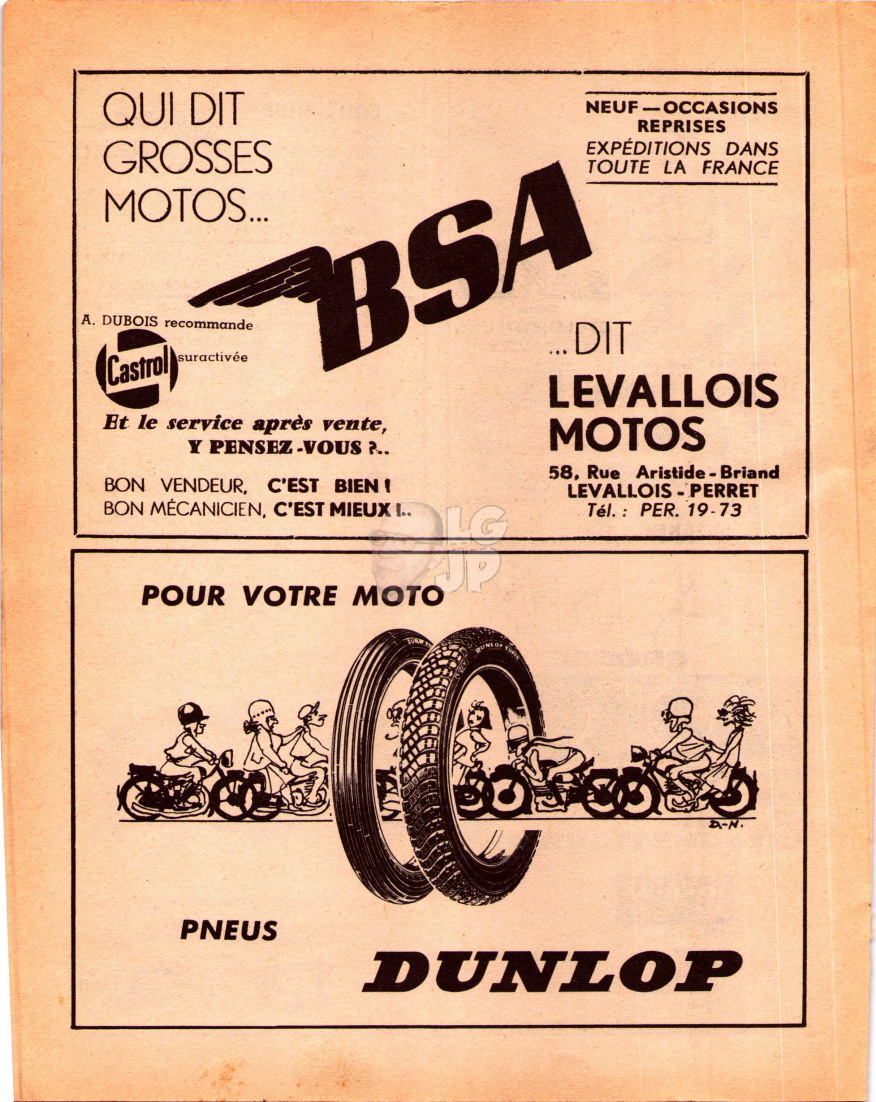 QUI DIT
GROSSES
MOTOS...
NEUF — OCCASIONS
REPRISES
EXPÉDITIONS DANS
TOUTE LA FRANCE
BSA
A. DUBOIS recommande
Castrol suractivée
Et le service après vente,
Y PENSEZ-VOUS ?..
BON VENDEUR, C'EST BIEN !
BON MÉCANICIEN, C'EST MIEUX !..
...DIT
LEVALLOIS
MOTOS
58, Rue Aristide-Briand
LEVALLOIS - PERRET
Tél. : PER. 19-73
LG
JP
POUR VOTRE MOTO
DUNLOP
D.-N.
PNEUS
DUNLOP